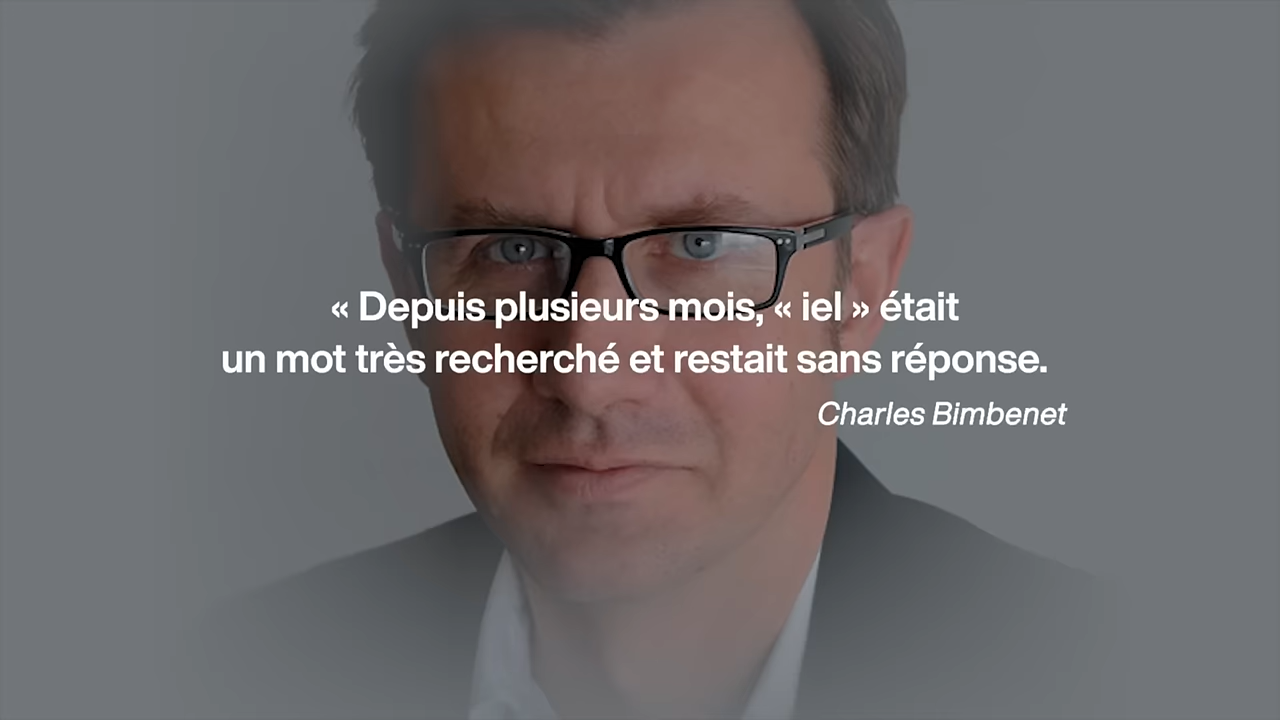 « Depuis plusieurs mois, « iel » était
un mot très recherché et restait sans réponse.
Charles Bimbenet